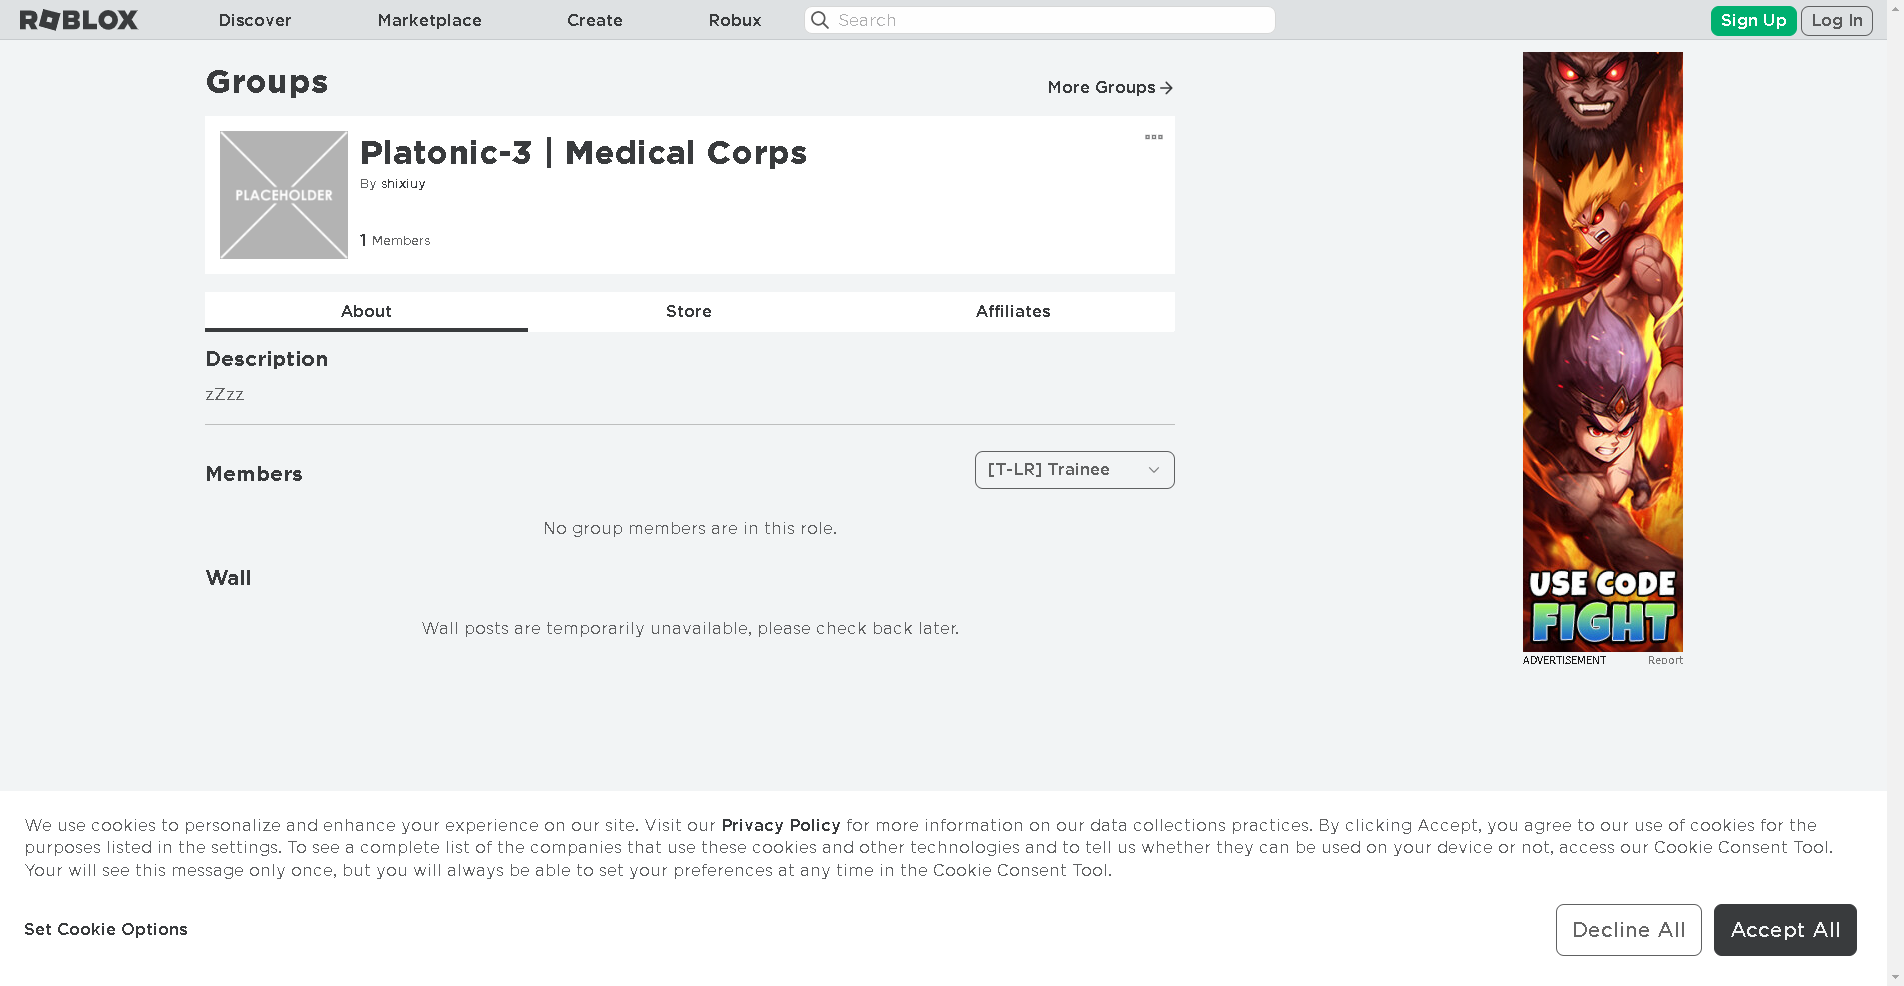 ROBLOX Discover Marketplace Create Robux Search Sign Up Log In
Groups
More Groups
PLACEHOLDER
Platonic-3 | Medical Corps
By shixiuy
1 Members
About Store Affiliates
Description
zZzz
Members
[T-LR] Trainee
No group members are in this role.
Wall
Wall posts are temporarily unavailable, please check back later.
USE CODE
FIGHT
ADVERTISEMENT Report
We use cookies to personalize and enhance your experience on our site. Visit our Privacy Policy for more information on our data collections practices. By clicking Accept, you agree to our use of cookies for the
purposes listed in the settings. To see a complete list of the companies that use these cookies and other technologies and to tell us whether they can be used on your device or not, access our Cookie Consent Tool.
Your will see this message only once, but you will always be able to set your preferences at any time in the Cookie Consent Tool.
Set Cookie Options
Decline All
Accept All